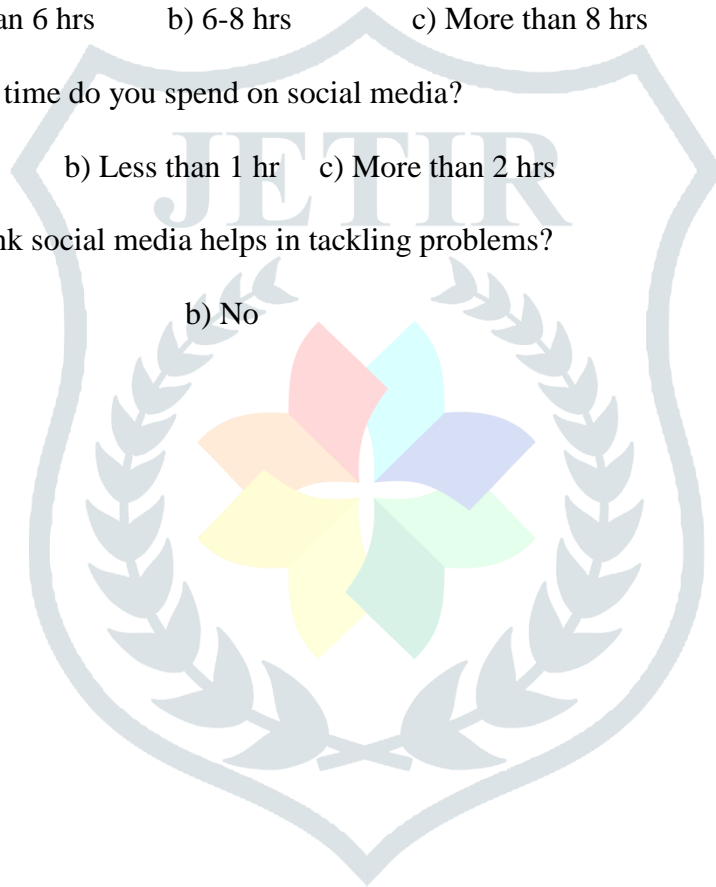 an 6 hrs b) 6-8 hrs c) More than 8 hrs
time do you spend on social media?
b) Less than 1 hr c) More than 2 hrs
JETIR
nk social media helps in tackling problems?
b) No